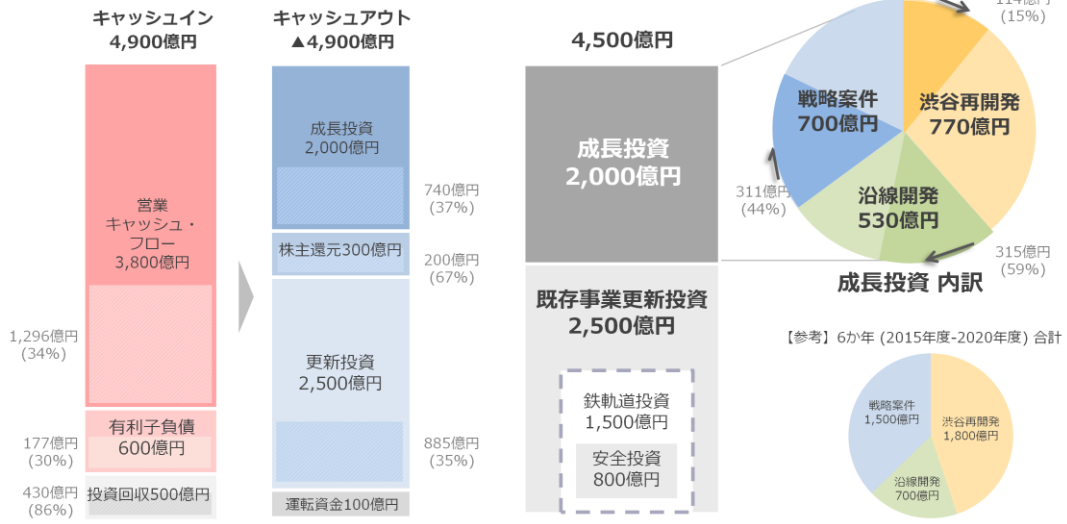 キャッシュイン
4,900億円
営業
キャッシュ・
フロー
3,800億円
1,296億円
(34%)
有利子負債
600億円
177億円
(30%)
投資回収500億円
430億円
(86%)
キャッシュアウト
▲4,900億円
成長投資
2,000億円
740億円
(37%)
株主還元300億円
200億円
(67%)
更新投資
2,500億円
885億円
(35%)
運転資金100億円
4,500億円
成長投資
2,000億円
既存事業更新投資
2,500億円
鉄軌道投資
1,500億円
安全投資
800億円
114億円
(15%)
戦略案件
700億円
渋谷再開発
770億円
311億円
(44%)
沿線開発
530億円
315億円
(59%)
成長投資 内訳
【参考】6か年 (2015年度-2020年度) 合計
戦略案件
1,500億円
渋谷再開発
1,800億円
沿線開発
700億円